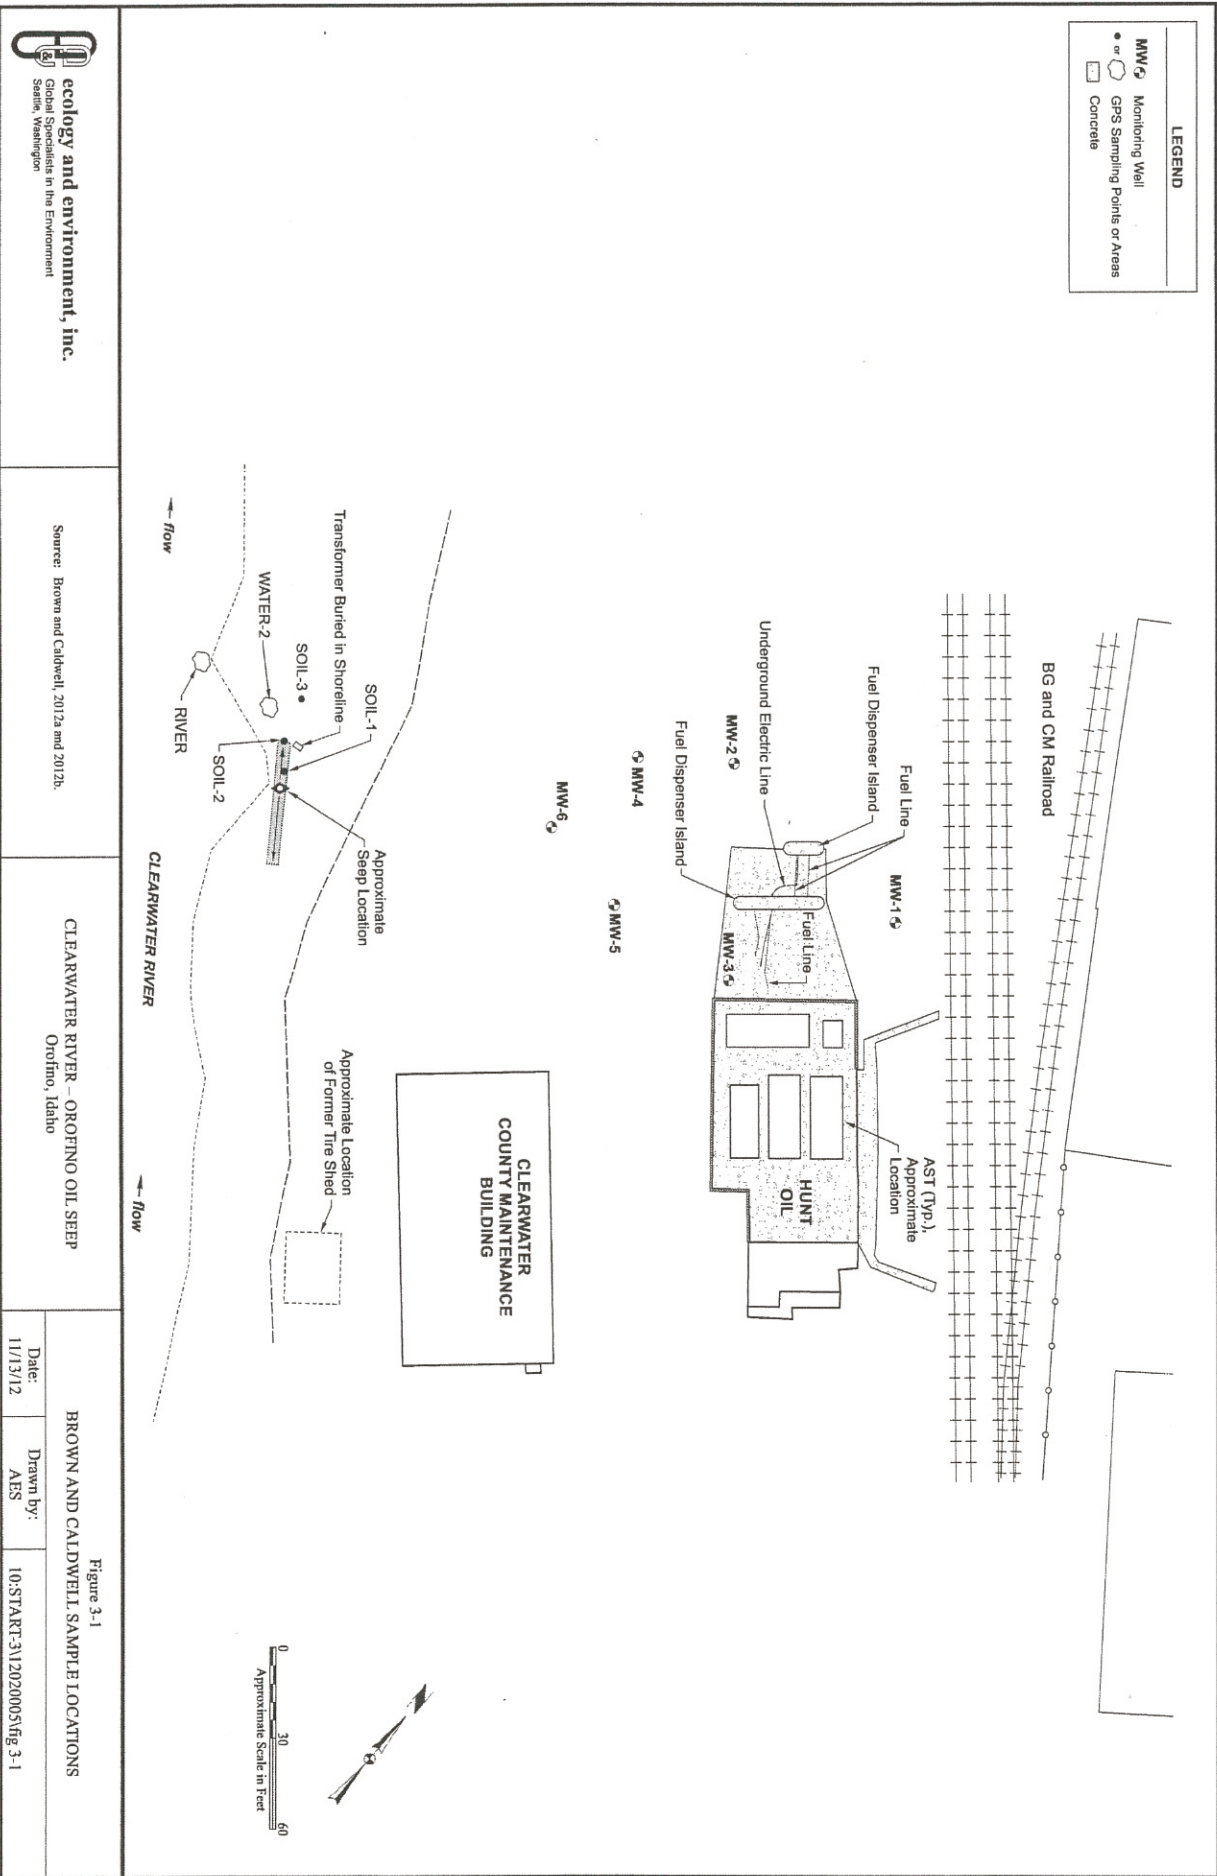 LEGEND
MW Monitoring Well
or GPS Sampling Points or Areas
Concrete
BG and CM Railroad
Fuel Line
Fuel Dispenser Island
Underground Electric Line
MW-1
MW-2
Fuel Dispenser Island
Fuel Line
MW-3
AST (Typ.),
Approximate
Location
HUNT
OIL
MW-4
MW-5
MW-6
CLEARWATER
COUNTY MAINTENANCE
BUILDING
Transformer Buried in Shoreline
SOIL-1
SOIL-3
WATER-2
Approximate
Seep Location
Approximate Location
of Former Tire Shed
RIVER
SOIL-2
flow
CLEARWATER RIVER
flow
0 30 60
Approximate Scale in Feet
ecology and environment, inc.
Global Specialists in the Environment
Seattle, Washington
Source: Brown and Caldwell, 2012a and 2012b.
CLEARWATER RIVER – OROFINO OIL SEEP
Orofino, Idaho
Figure 3-1
BROWN AND CALDWELL SAMPLE LOCATIONS
Date:
11/13/12
Drawn by:
AES
10:START-3\12020005\fig 3-1